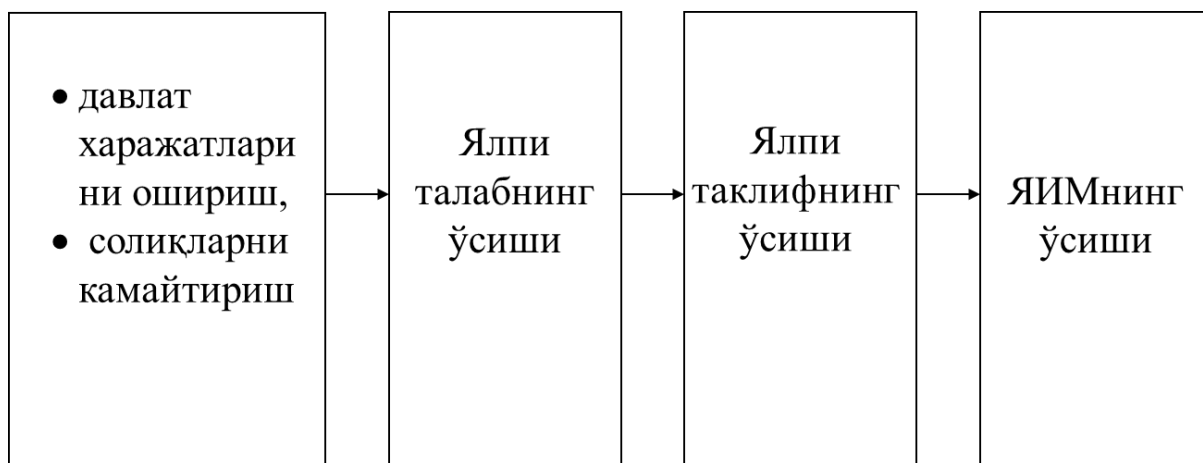 • давлат
харажатлари
ни ошириш,
• солиқларни
камайтириш
Ялпи
талабнинг
ўсиши
Ялпи
таклифнинг
ўсиши
ЯИМнинг
ўсиши